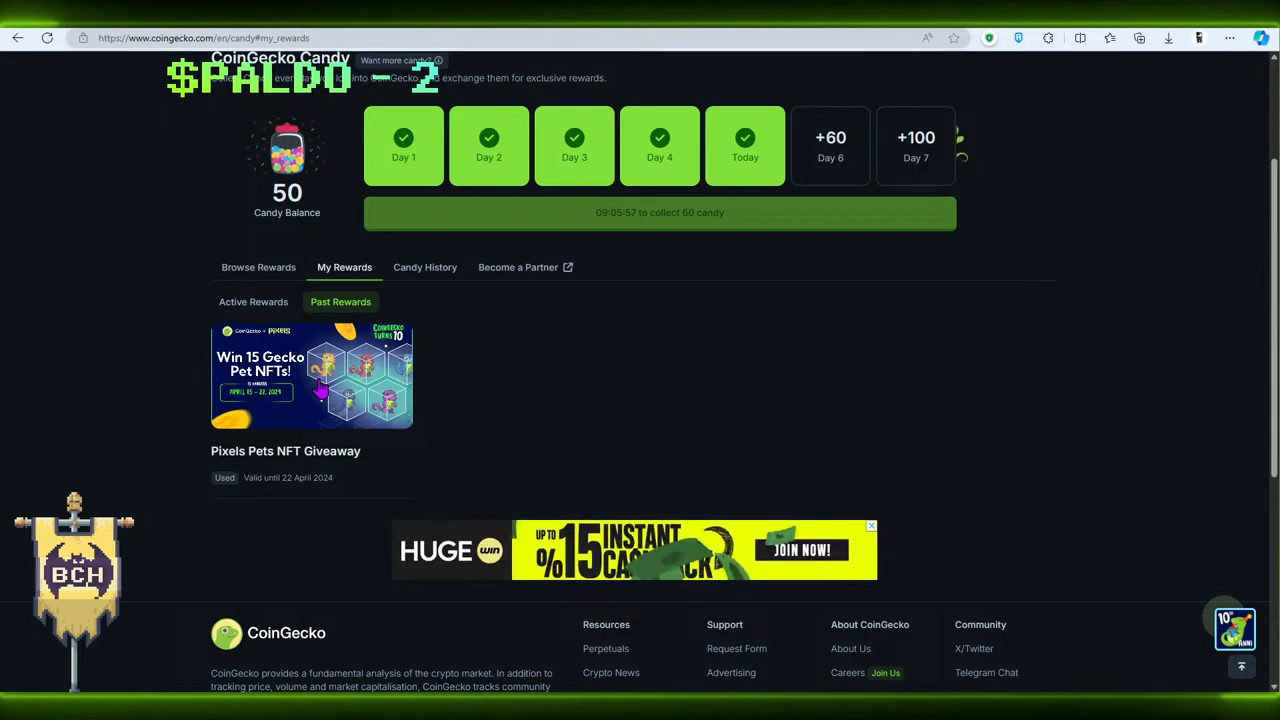 https://www.coingecko.com/en/candy#my_rewards
CoinGecko Candy
Want more candy?
$PALDO - 2
into CoinGecko, and exchange them for exclusive rewards.
Day 1
Day 2
Day 3
Day 4
Today
+60
Day 6
+100
Day 7
50
Candy Balance
09:05:57 to collect 60 candy
Browse Rewards
My Rewards
Candy History
Become a Partner
Active Rewards
Past Rewards
CoinGecko + PIXELS
COINGECKO
TURNS 10
Win 15 Gecko
Pet NFTs!
APRIL 15 - 22, 2024
Pixels Pets NFT Giveaway
Used
Valid until 22 April 2024
HUGE win
UP TO
%15 INSTANT
JOIN NOW!
BCH
10TH
ANNI
CoinGecko
CoinGecko provides a fundamental analysis of the crypto market. In addition to
tracking price, volume and market capitalisation, CoinGecko tracks community
Resources
Perpetuals
Crypto News
Support
Request Form
Advertising
About CoinGecko
About Us
Careers Join Us
Community
X/Twitter
Telegram Chat